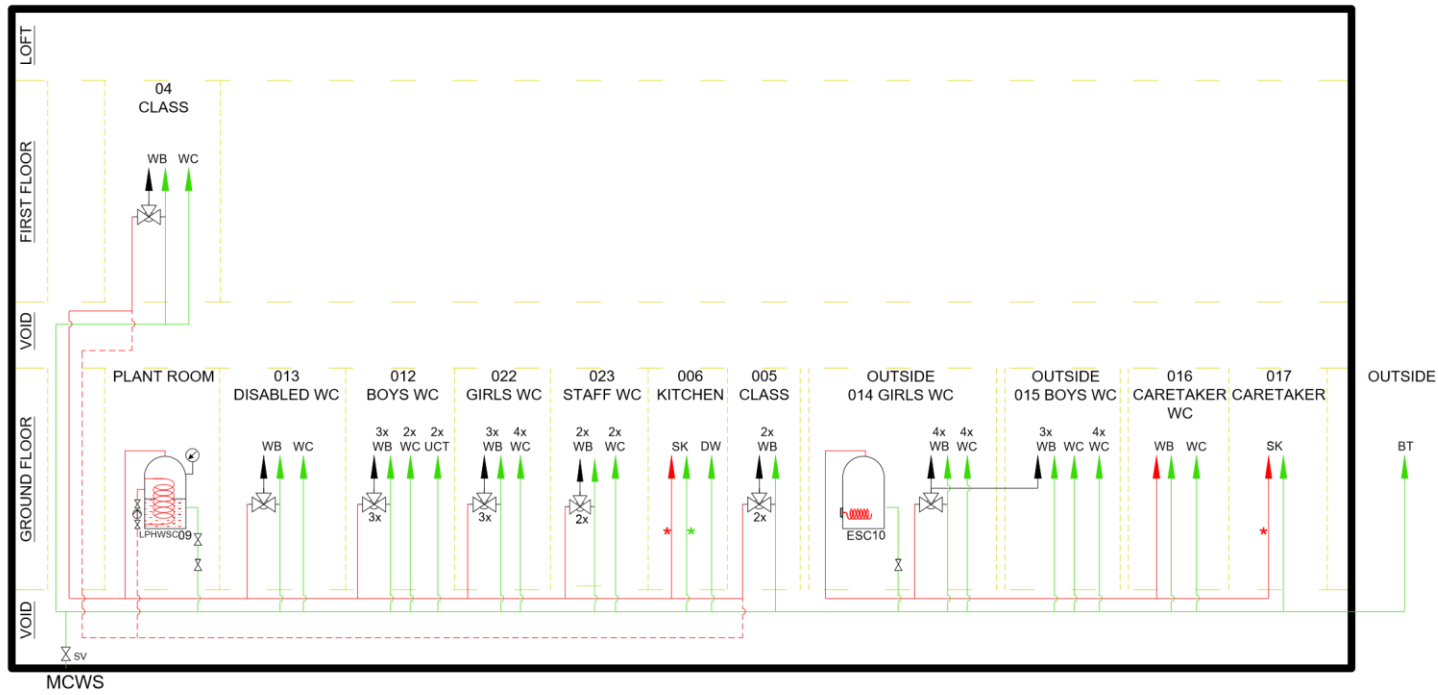 LOFT
04
CLASS
FIRST FLOOR
WB WC
VOID
PLANT ROOM
013
DISABLED WC
012
BOYS WC
022
GIRLS WC
023
STAFF WC
006
KITCHEN
005
CLASS
OUTSIDE
014 GIRLS WC
OUTSIDE
015 BOYS WC
016
CARETAKER
WC
017
CARETAKER
OUTSIDE
GROUND FLOOR
WB WC
3x 2x 2x
WB WC UCT
3x 4x
WB WC
2x 2x
WB WC
SK DW
2x
WB
4x 4x
WB WC
3x 4x
WB WC WC
WB WC
SK
BT
3x
3x
2x
2x
*
*
*
LPHWSC09
ESC10
VOID
SV
MCWS